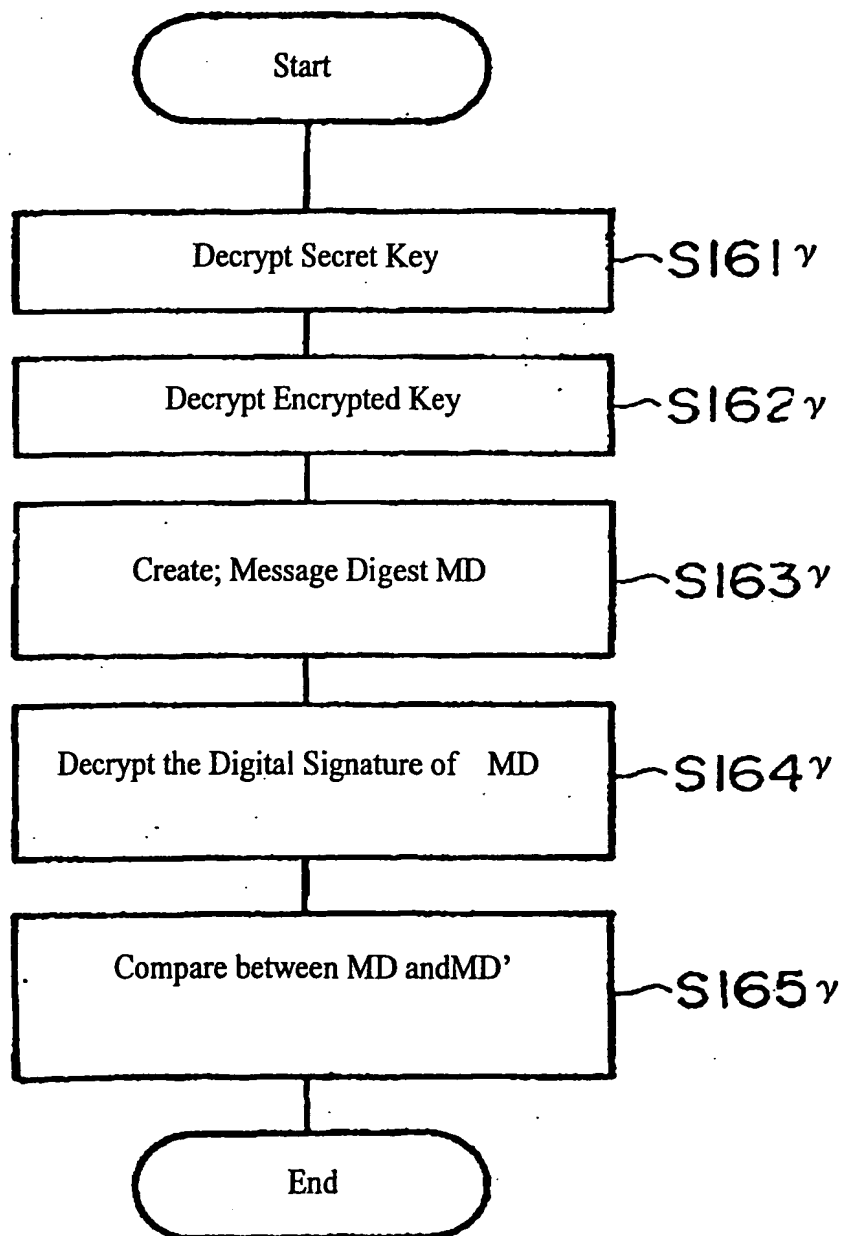 Start
Decrypt Secret Key
S161γ
Decrypt Encrypted Key
S162γ
Create; Message Digest MD
S163γ
Decrypt the Digital Signature of MD
S164γ
Compare between MD andMD’
S165γ
End